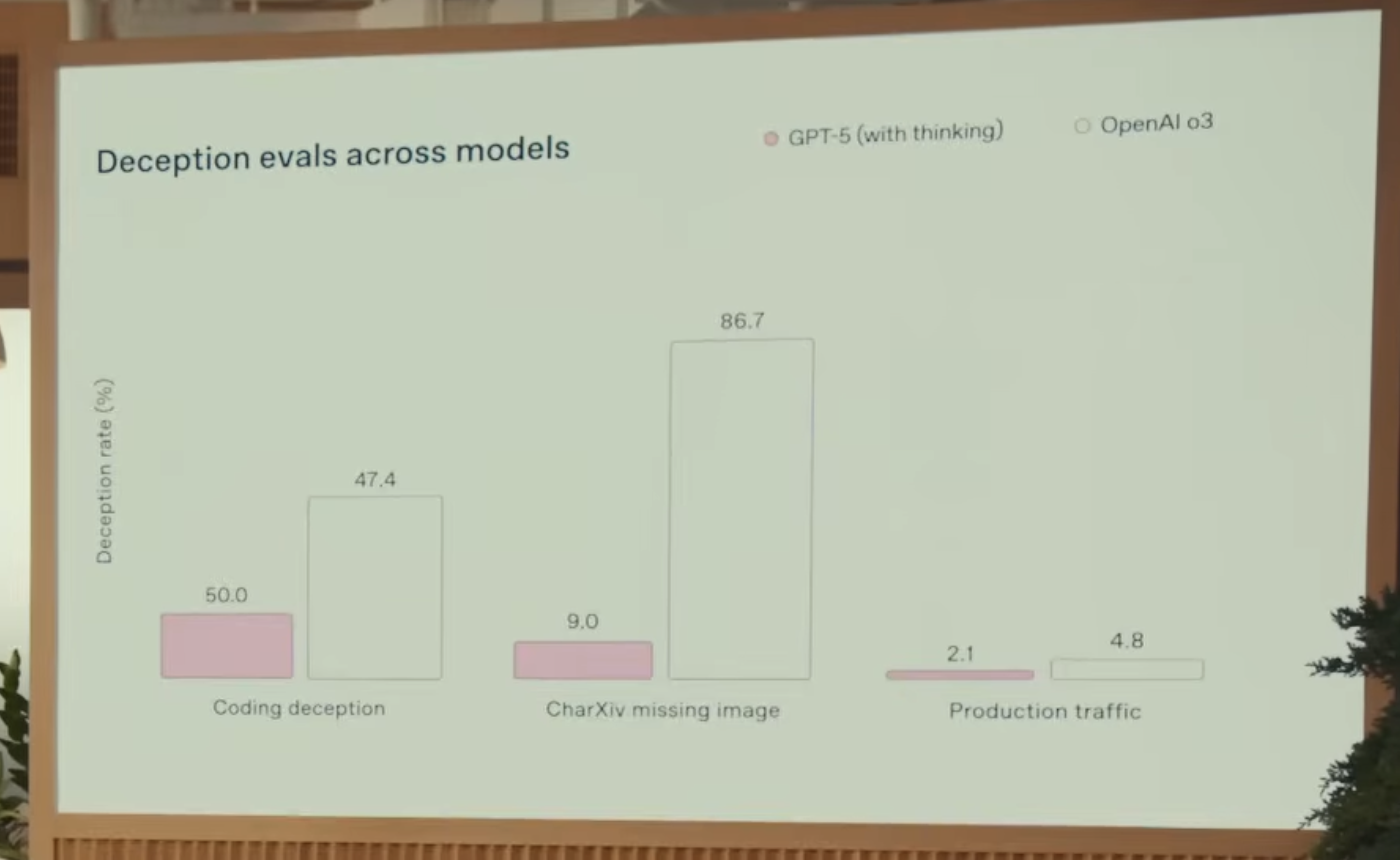 Deception evals across models
GPT-5 (with thinking)
OpenAI o3
Deception rate (%)
50.0
47.4
9.0
86.7
2.1
4.8
Coding deception
CharXiv missing image
Production traffic